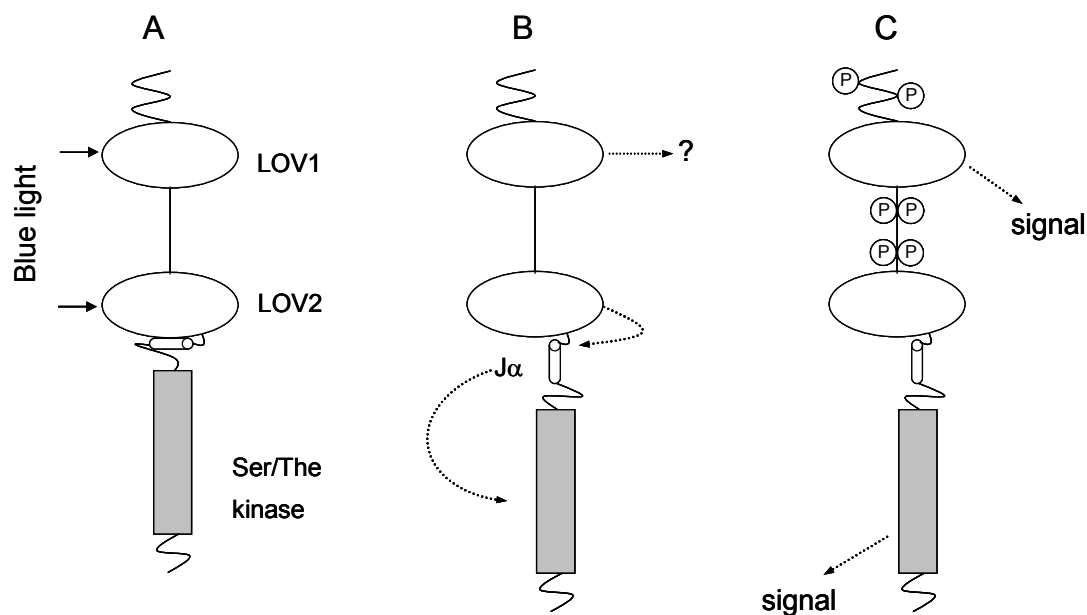 A
B
C
Blue light
LOV1
LOV2
Ser/The
kinase
?
Jα
P
P
P P
P P
signal
signal